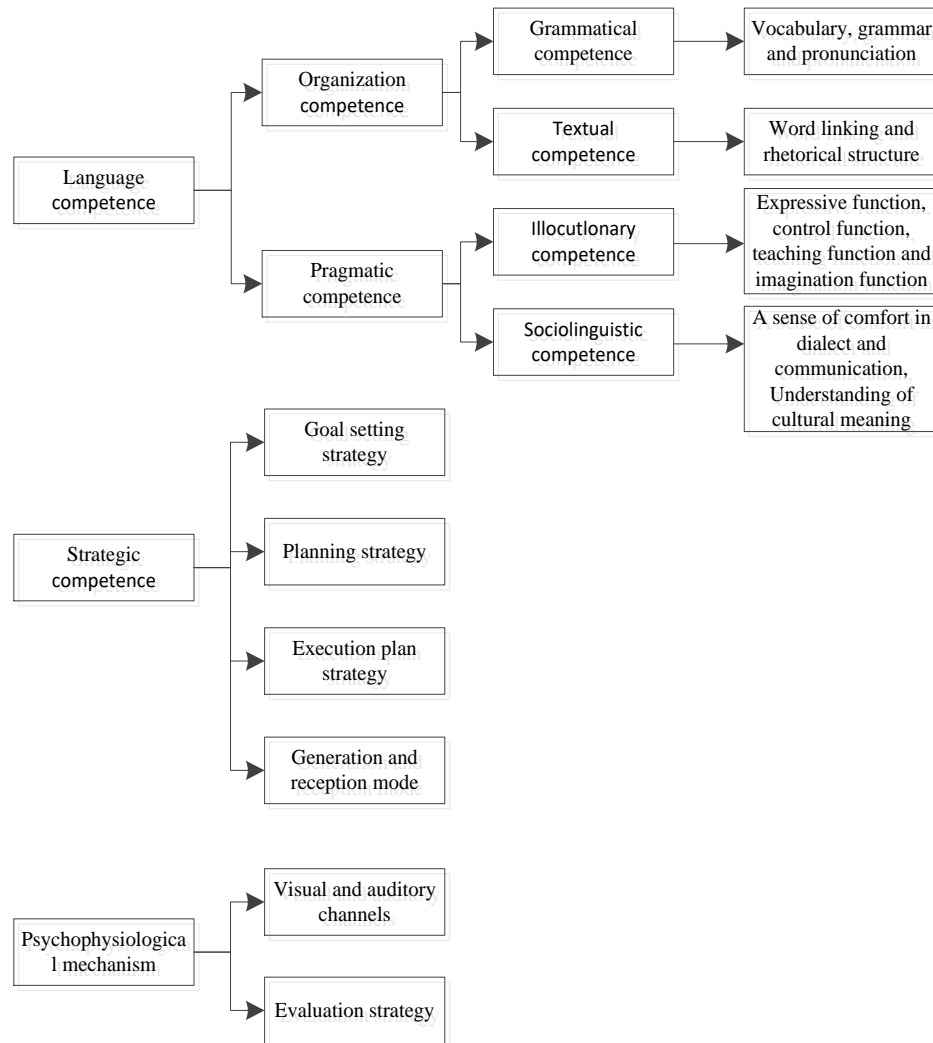 Language
competence
Organization
competence
Grammatical
competence
Vocabulary, grammar
and pronunciation
Textual
competence
Word linking and
rhetorical structure
Pragmatic
competence
Illocutlonary
competence
Expressive function,
control function,
teaching function and
imagination function
Sociolinguistic
competence
A sense of comfort in
dialect and
communication,
Understanding of
cultural meaning
Strategic
competence
Goal setting
strategy
Planning strategy
Execution plan
strategy
Generation and
reception mode
Psychophysiologica
l mechanism
Visual and auditory
channels
Evaluation strategy